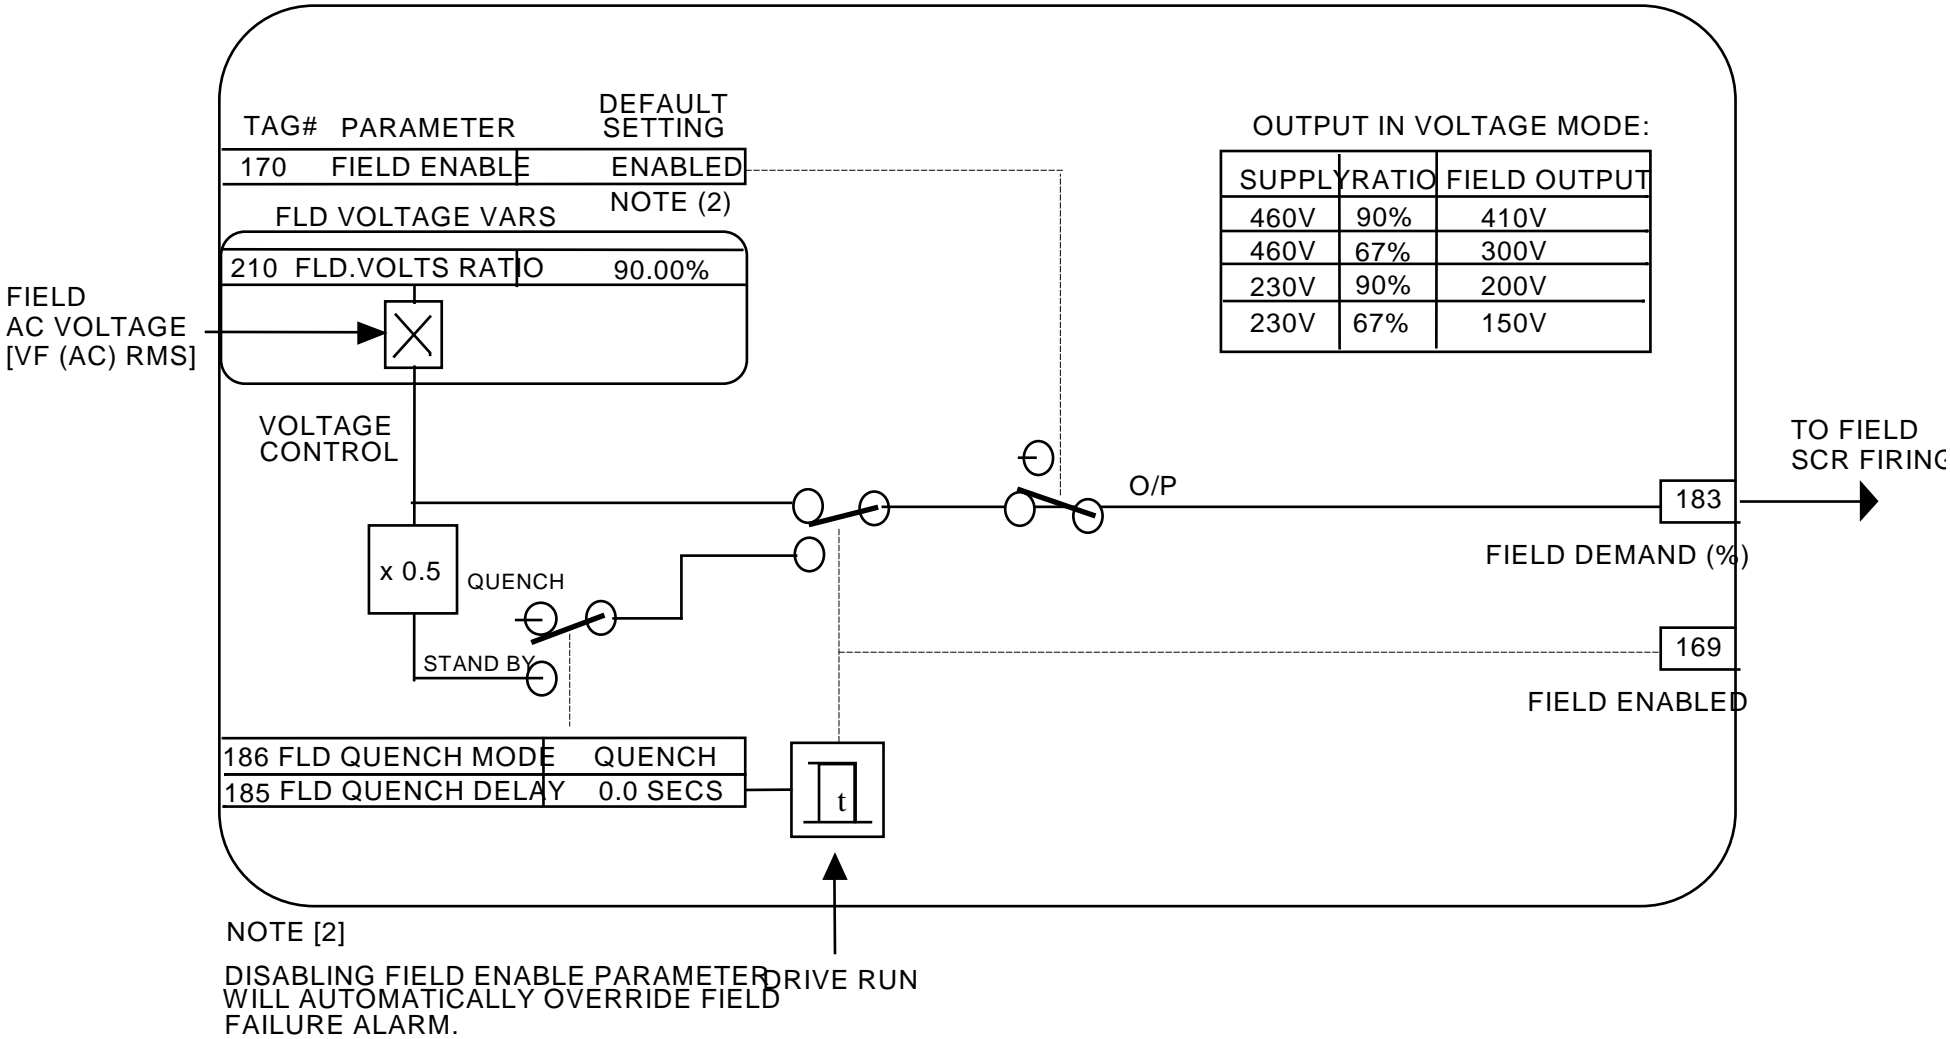 DEFAULT
TAG# PARAMETER SETTING
170 FIELD ENABLE ENABLED
NOTE (2)
FLD VOLTAGE VARS
210 FLD.VOLTS RATIO 90.00%
FIELD
AC VOLTAGE
[VF (AC) RMS]
OUTPUT IN VOLTAGE MODE:
SUPPLY RATIO FIELD OUTPUT
460V 90% 410V
460V 67% 300V
230V 90% 200V
230V 67% 150V
VOLTAGE
CONTROL
TO FIELD
SCR FIRING
O/P
183
FIELD DEMAND (%)
x 0.5
QUENCH
STAND BY
169
FIELD ENABLED
186 FLD QUENCH MODE QUENCH
185 FLD QUENCH DELAY 0.0 SECS
t
NOTE [2]
DISABLING FIELD ENABLE PARAMETER
WILL AUTOMATICALLY OVERRIDE FIELD
FAILURE ALARM.
DRIVE RUN